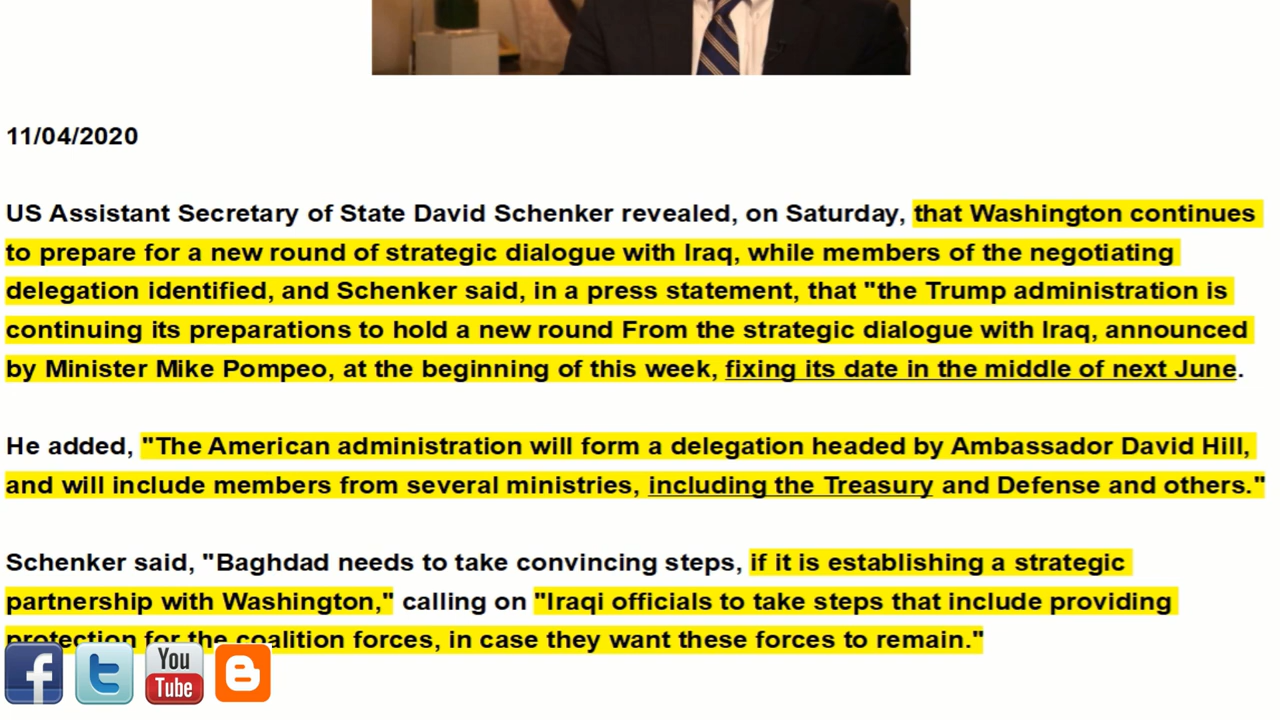 11/04/2020
US Assistant Secretary of State David Schenker revealed, on Saturday, that Washington continues
to prepare for a new round of strategic dialogue with Iraq, while members of the negotiating
delegation identified, and Schenker said, in a press statement, that "the Trump administration is
continuing its preparations to hold a new round From the strategic dialogue with Iraq, announced
by Minister Mike Pompeo, at the beginning of this week, fixing its date in the middle of next June.
He added, "The American administration will form a delegation headed by Ambassador David Hill,
and will include members from several ministries, including the Treasury and Defense and others."
Schenker said, "Baghdad needs to take convincing steps, if it is establishing a strategic
partnership with Washington," calling on "Iraqi officials to take steps that include providing
protection for the coalition forces, in case they want these forces to remain."
You
Tube